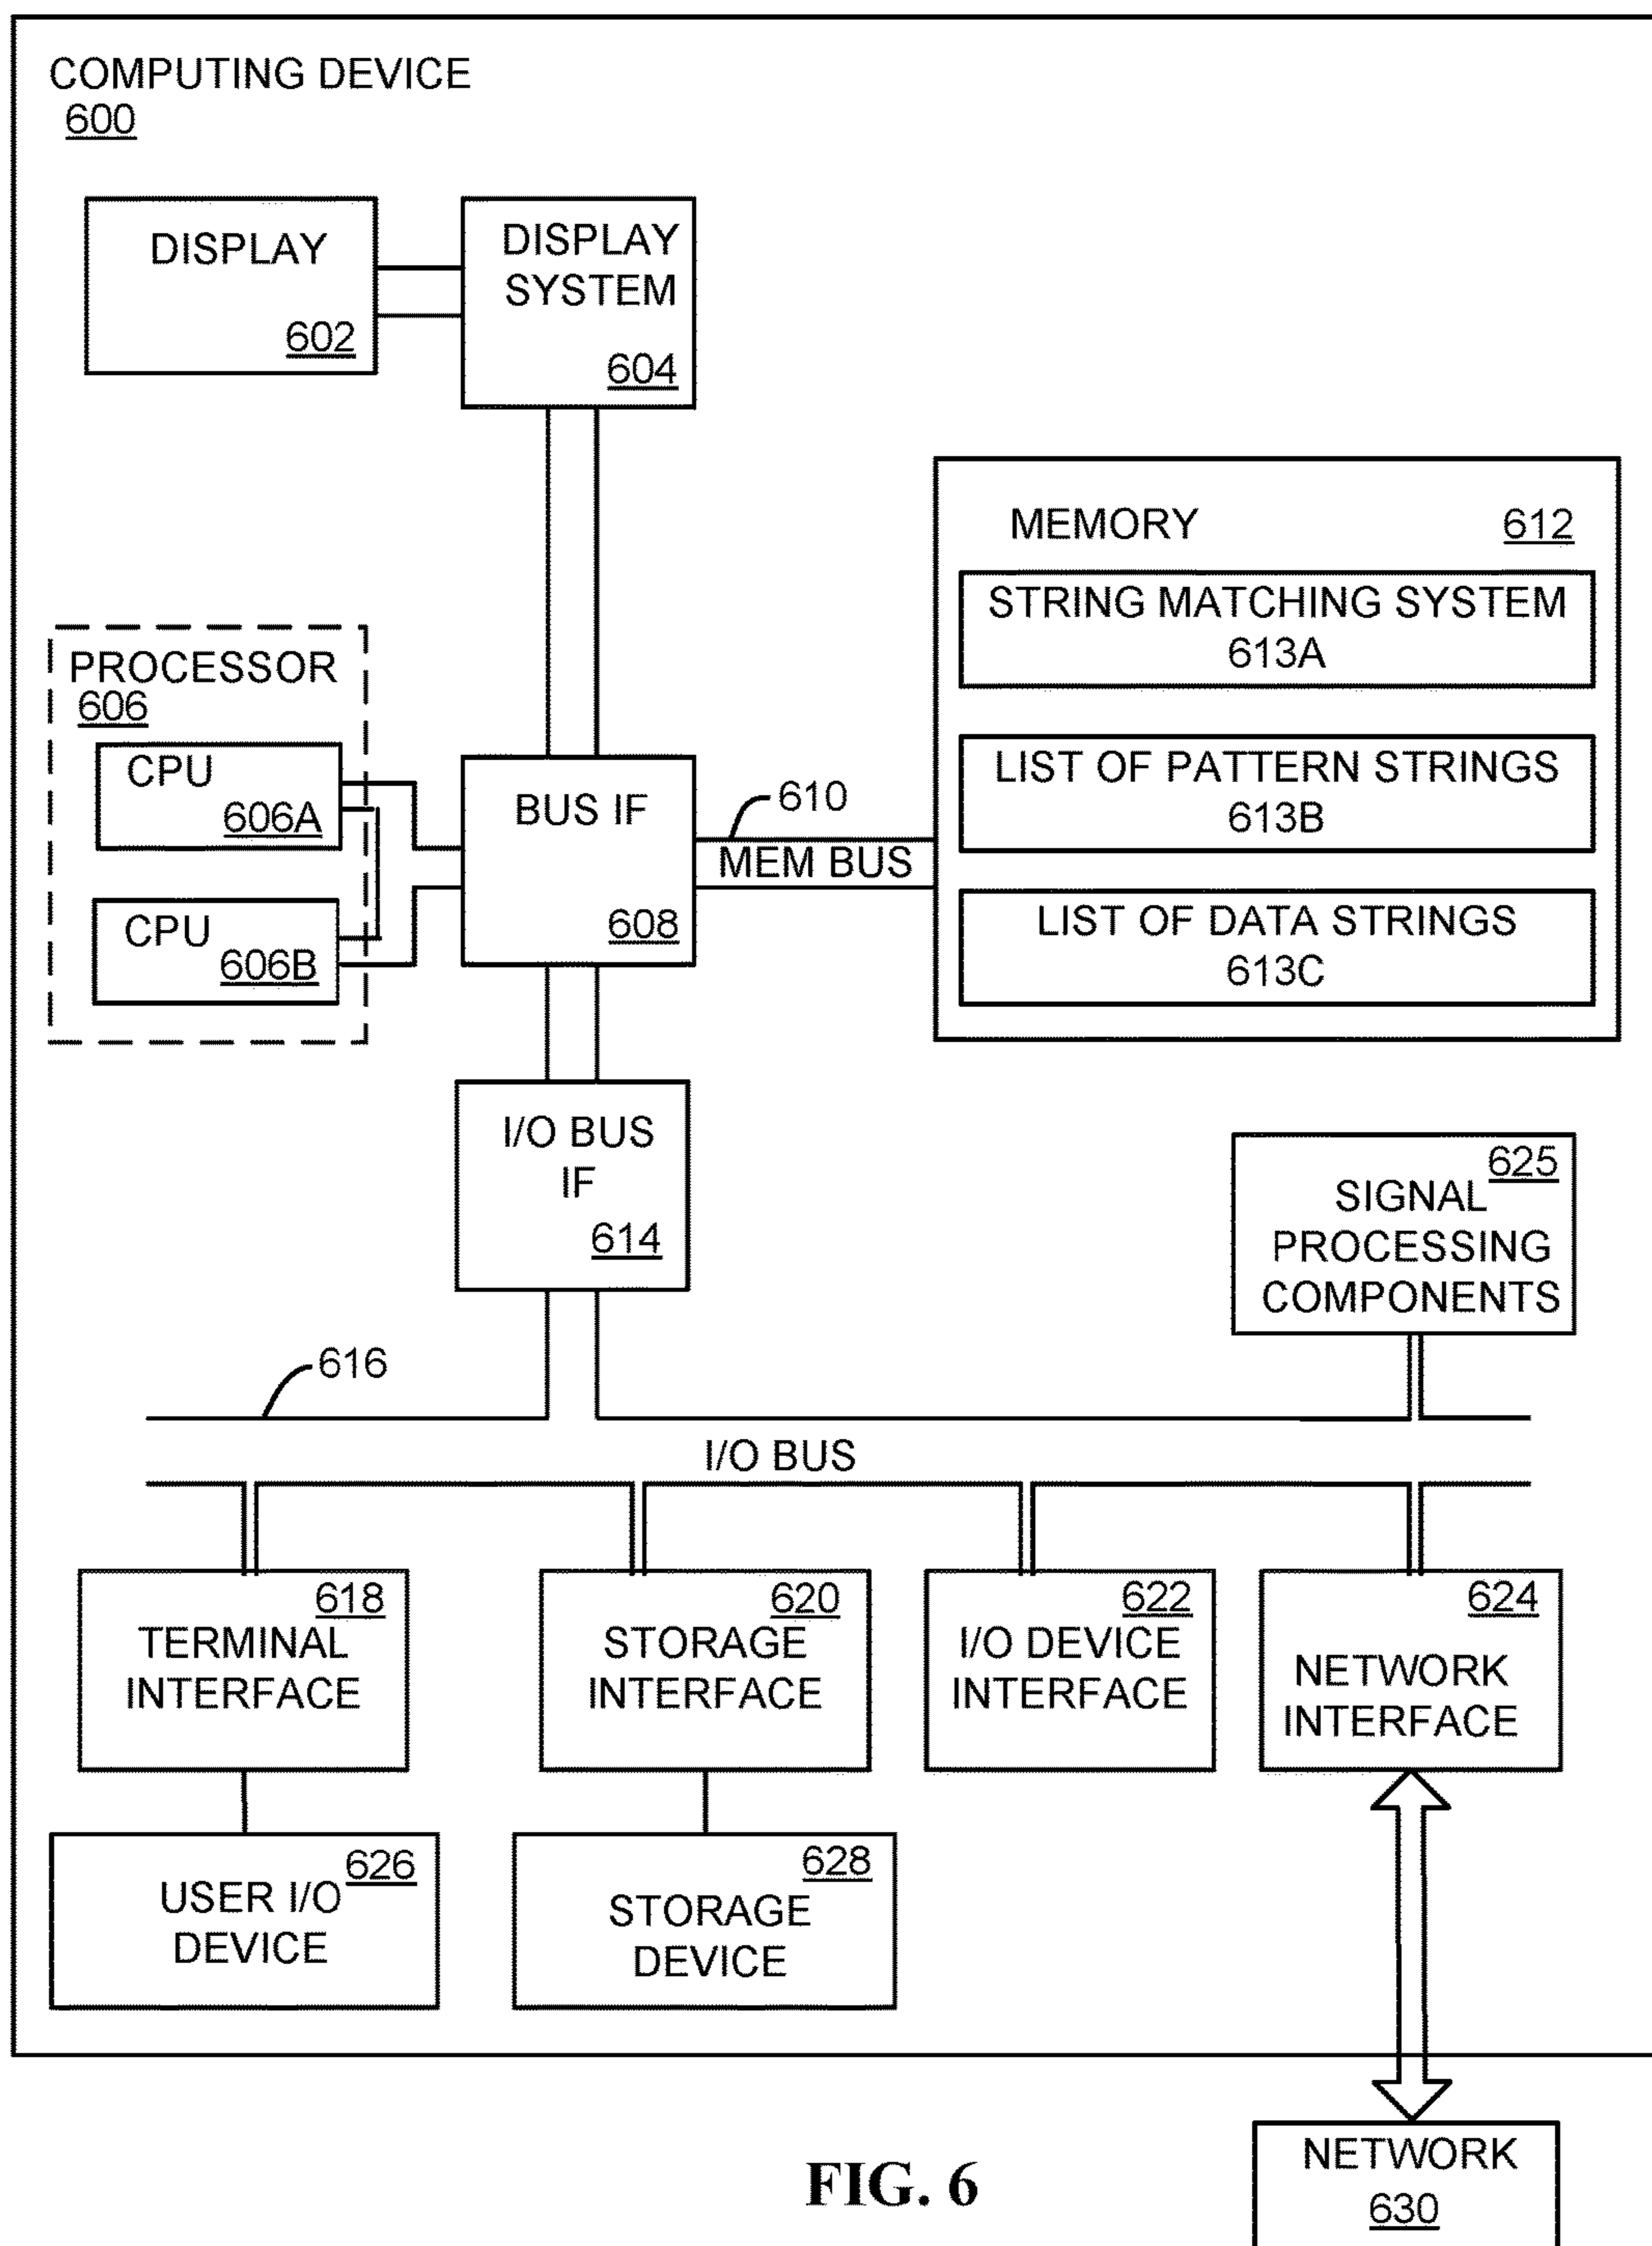 COMPUTING DEVICE
600
DISPLAY
602
DISPLAY
SYSTEM
604
MEMORY 612
STRING MATCHING SYSTEM
613A
LIST OF PATTERN STRINGS
613B
LIST OF DATA STRINGS
613C
PROCESSOR
606
CPU
606A
CPU
606B
BUS IF
608
610
MEM BUS
I/O BUS
IF
614
625
SIGNAL
PROCESSING
COMPONENTS
616
I/O BUS
618
TERMINAL
INTERFACE
620
STORAGE
INTERFACE
622
I/O DEVICE
INTERFACE
624
NETWORK
INTERFACE
626
USER I/O
DEVICE
628
STORAGE
DEVICE
NETWORK
630
FIG. 6